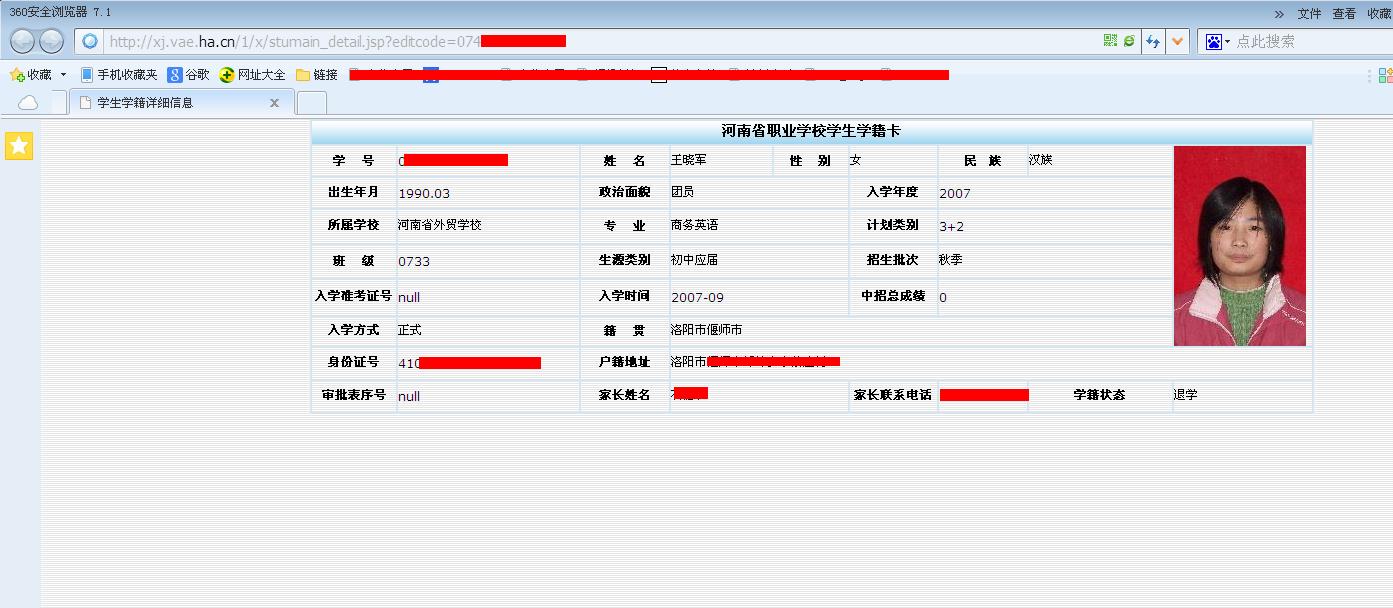 360安全浏览器 7.1
» 文件 查看 收藏
http://xj.vae.ha.cn/1/x/stumain_detail.jsp?editcode=074
点此搜索
收藏 手机收藏夹 谷歌 网址大全 链接
学生学籍详细信息 x
河南省职业学校学生学籍卡
学 号 0 姓 名 王晓军 性 别 女 民 族 汉族
出生年月 1990.03 政治面貌 团员 入学年度 2007
所属学校 河南省外贸学校 专 业 商务英语 计划类别 3+2
班 级 0733 生源类别 初中应届 招生批次 秋季
入学准考证号 null 入学时间 2007-09 中招总成绩 0
入学方式 正式 籍 贯 洛阳市偃师市
身份证号 410 户籍地址 洛阳市
审批表序号 null 家长姓名 家长联系电话 学籍状态 退学